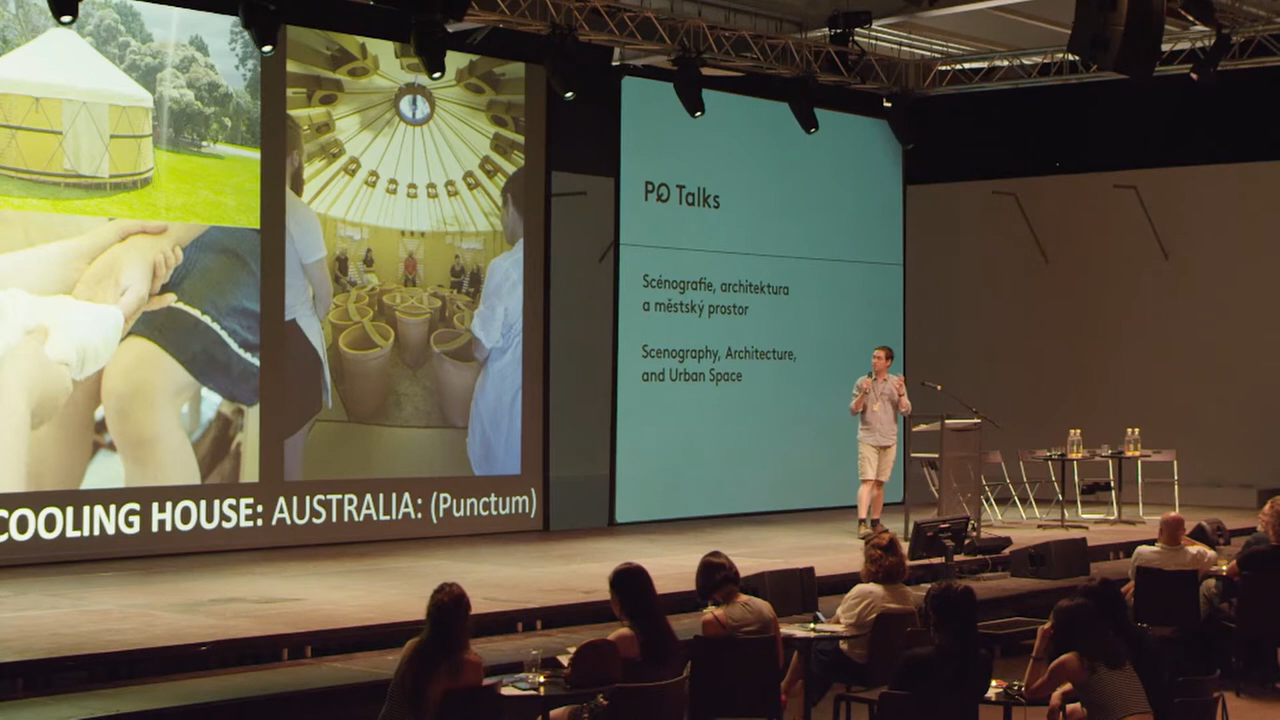 COOLING HOUSE: AUSTRALIA: (Punctum)
PQ Talks
Scénografie, architektura
a městský prostor
Scenography, Architecture,
and Urban Space